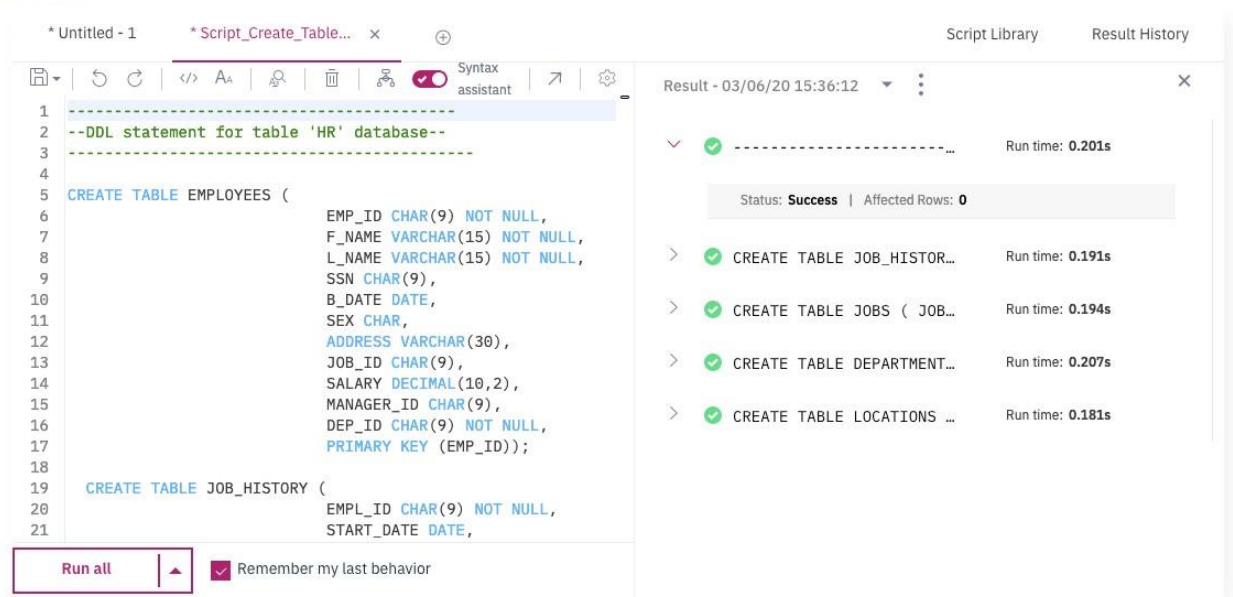 * Untitled - 1
* Script_Create_Table...
Script Library
Result History
Syntax
assistant
1 -------------------------------------------
2 --DDL statement for table 'HR' database--
3 ---------------------------------------------
4
5 CREATE TABLE EMPLOYEES (
6 EMP_ID CHAR(9) NOT NULL,
7 F_NAME VARCHAR(15) NOT NULL,
8 L_NAME VARCHAR(15) NOT NULL,
9 SSN CHAR(9),
10 B_DATE DATE,
11 SEX CHAR,
12 ADDRESS VARCHAR(30),
13 JOB_ID CHAR(9),
14 SALARY DECIMAL(10,2),
15 MANAGER_ID CHAR(9),
16 DEP_ID CHAR(9) NOT NULL,
17 PRIMARY KEY (EMP_ID));
18
19 CREATE TABLE JOB_HISTORY (
20 EMPL_ID CHAR(9) NOT NULL,
21 START_DATE DATE,
Run all
Remember my last behavior
Result - 03/06/20 15:36:12
-----------------------… Run time: 0.201s
Status: Success | Affected Rows: 0
CREATE TABLE JOB_HISTOR… Run time: 0.191s
CREATE TABLE JOBS ( JOB… Run time: 0.194s
CREATE TABLE DEPARTMENT… Run time: 0.207s
CREATE TABLE LOCATIONS … Run time: 0.181s